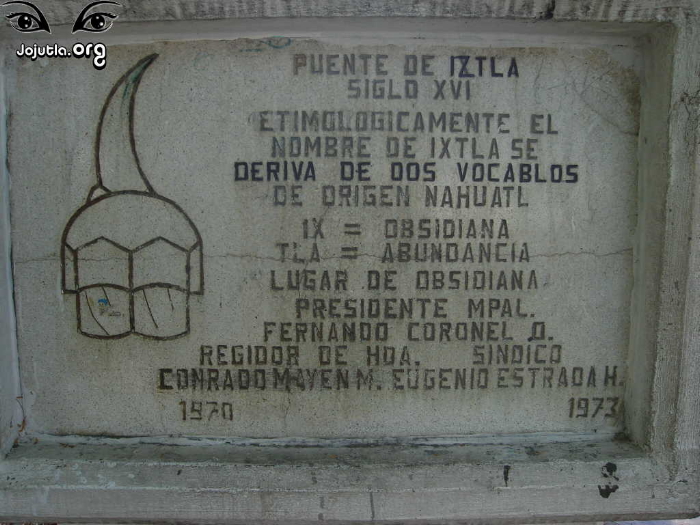 Jojutla.org
PUENTE DE IZTLA
SIGLO XVI
ETIMOLOGICAMENTE EL
NOMBRE DE IXTLA SE
DERIVA DE DOS VOCABLOS
DE ORIGEN NAHUATL
IX = OBSIDIANA
TLA = ABUNDANCIA
LUGAR DE OBSIDIANA
PRESIDENTE MPAL.
FERNANDO CORONEL O.
REGIDOR DE HDA. SINDICO
CONRADO MAYEN M. EUGENIO ESTRADA H.
1970 1973